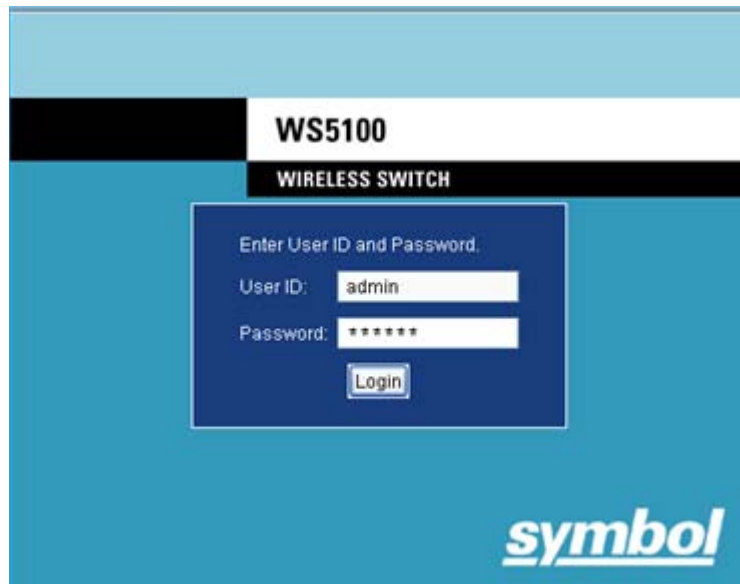 WS5100
WIRELESS SWITCH
Enter User ID and Password.
User ID: admin
Password: ******
Login
symbol